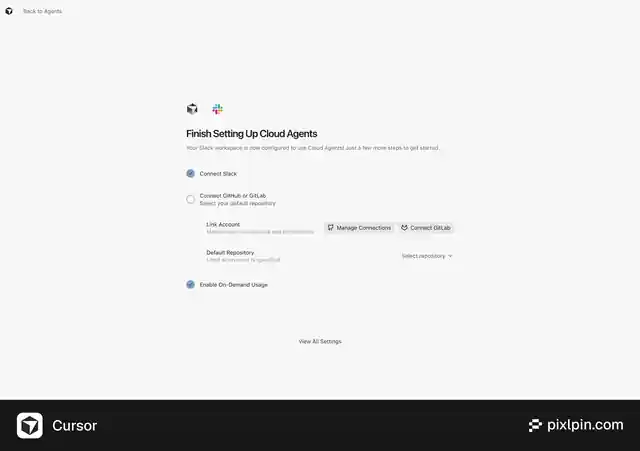 Back to Agents
Finish Setting Up Cloud Agents
Your Slack workspace is now configured to use Cloud Agents! Just a few more steps to get started.
Connect Slack
Connect GitHub or GitLab
Select your default repository
Link Account
Manage Connections
Connect GitLab
Default Repository
Select repository
Enable On-Demand Usage
View All Settings
Cursor
pixlpin.com